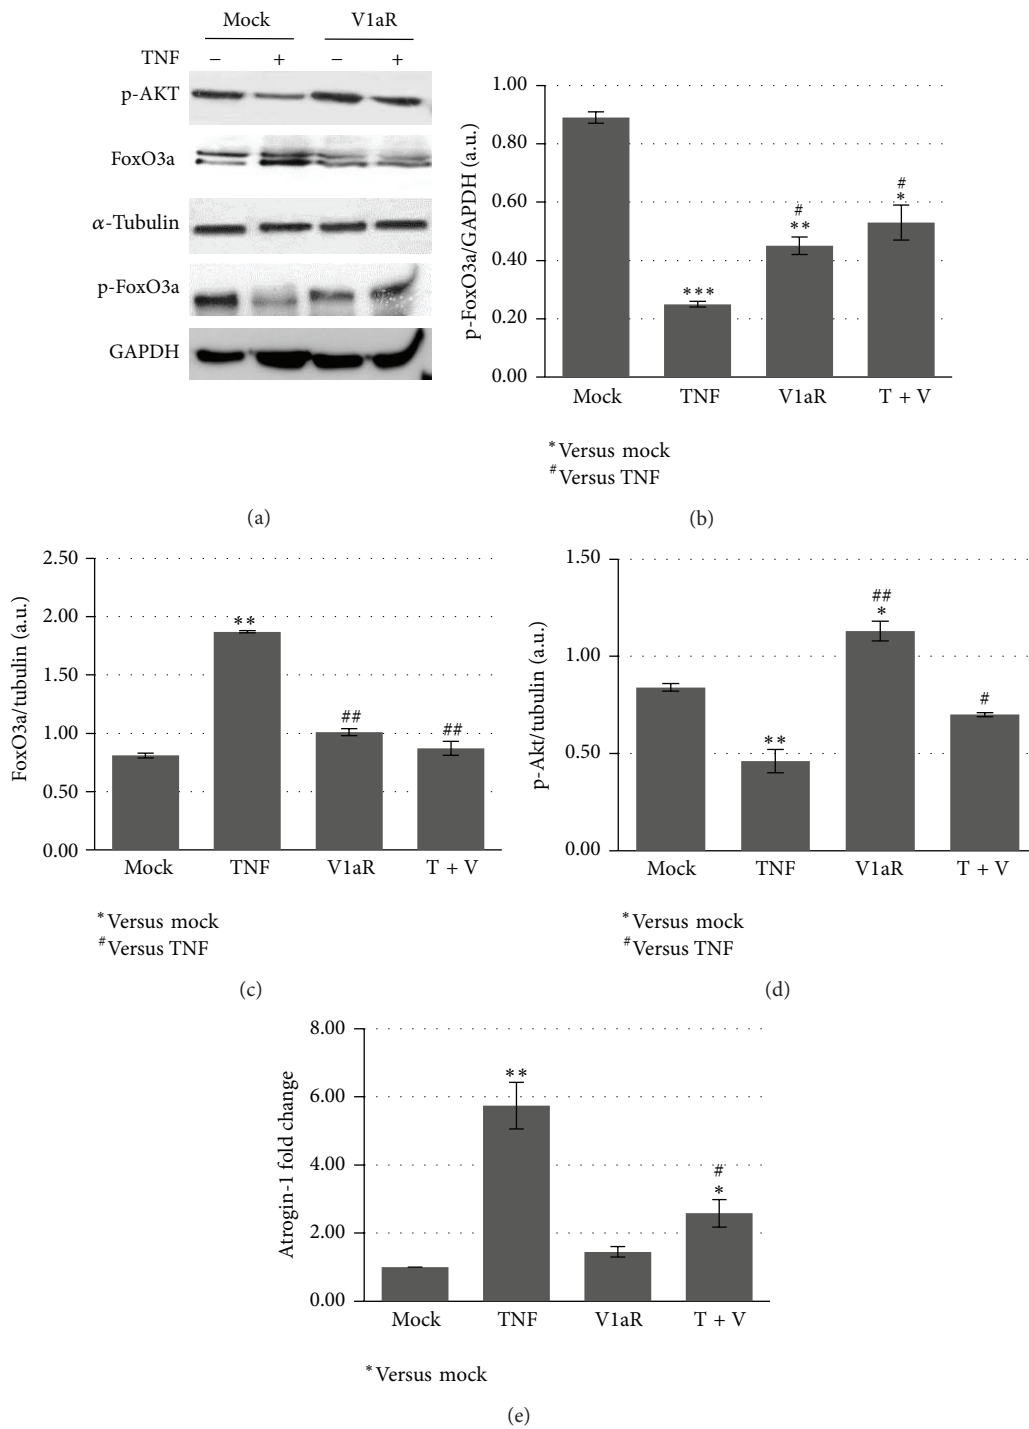 Mock V1aR
TNF − + − +
p-AKT
FoxO3a
α-Tubulin
p-FoxO3a
GAPDH
(a)
p-FoxO3a/GAPDH (a.u.)
1.00
0.80
0.60
0.40
0.20
0.00
***
#
**
#
*
Mock TNF V1aR T + V
*Versus mock
#Versus TNF
(b)
FoxO3a/tubulin (a.u.)
2.50
2.00
1.50
1.00
0.50
0.00
**
##
##
Mock TNF V1aR T + V
*Versus mock
#Versus TNF
(c)
p-Akt/tubulin (a.u.)
1.50
1.00
0.50
0.00
**
##
*
#
Mock TNF V1aR T + V
*Versus mock
#Versus TNF
(d)
Atrogin-1 fold change
8.00
6.00
4.00
2.00
0.00
**
#
*
Mock TNF V1aR T + V
*Versus mock
(e)